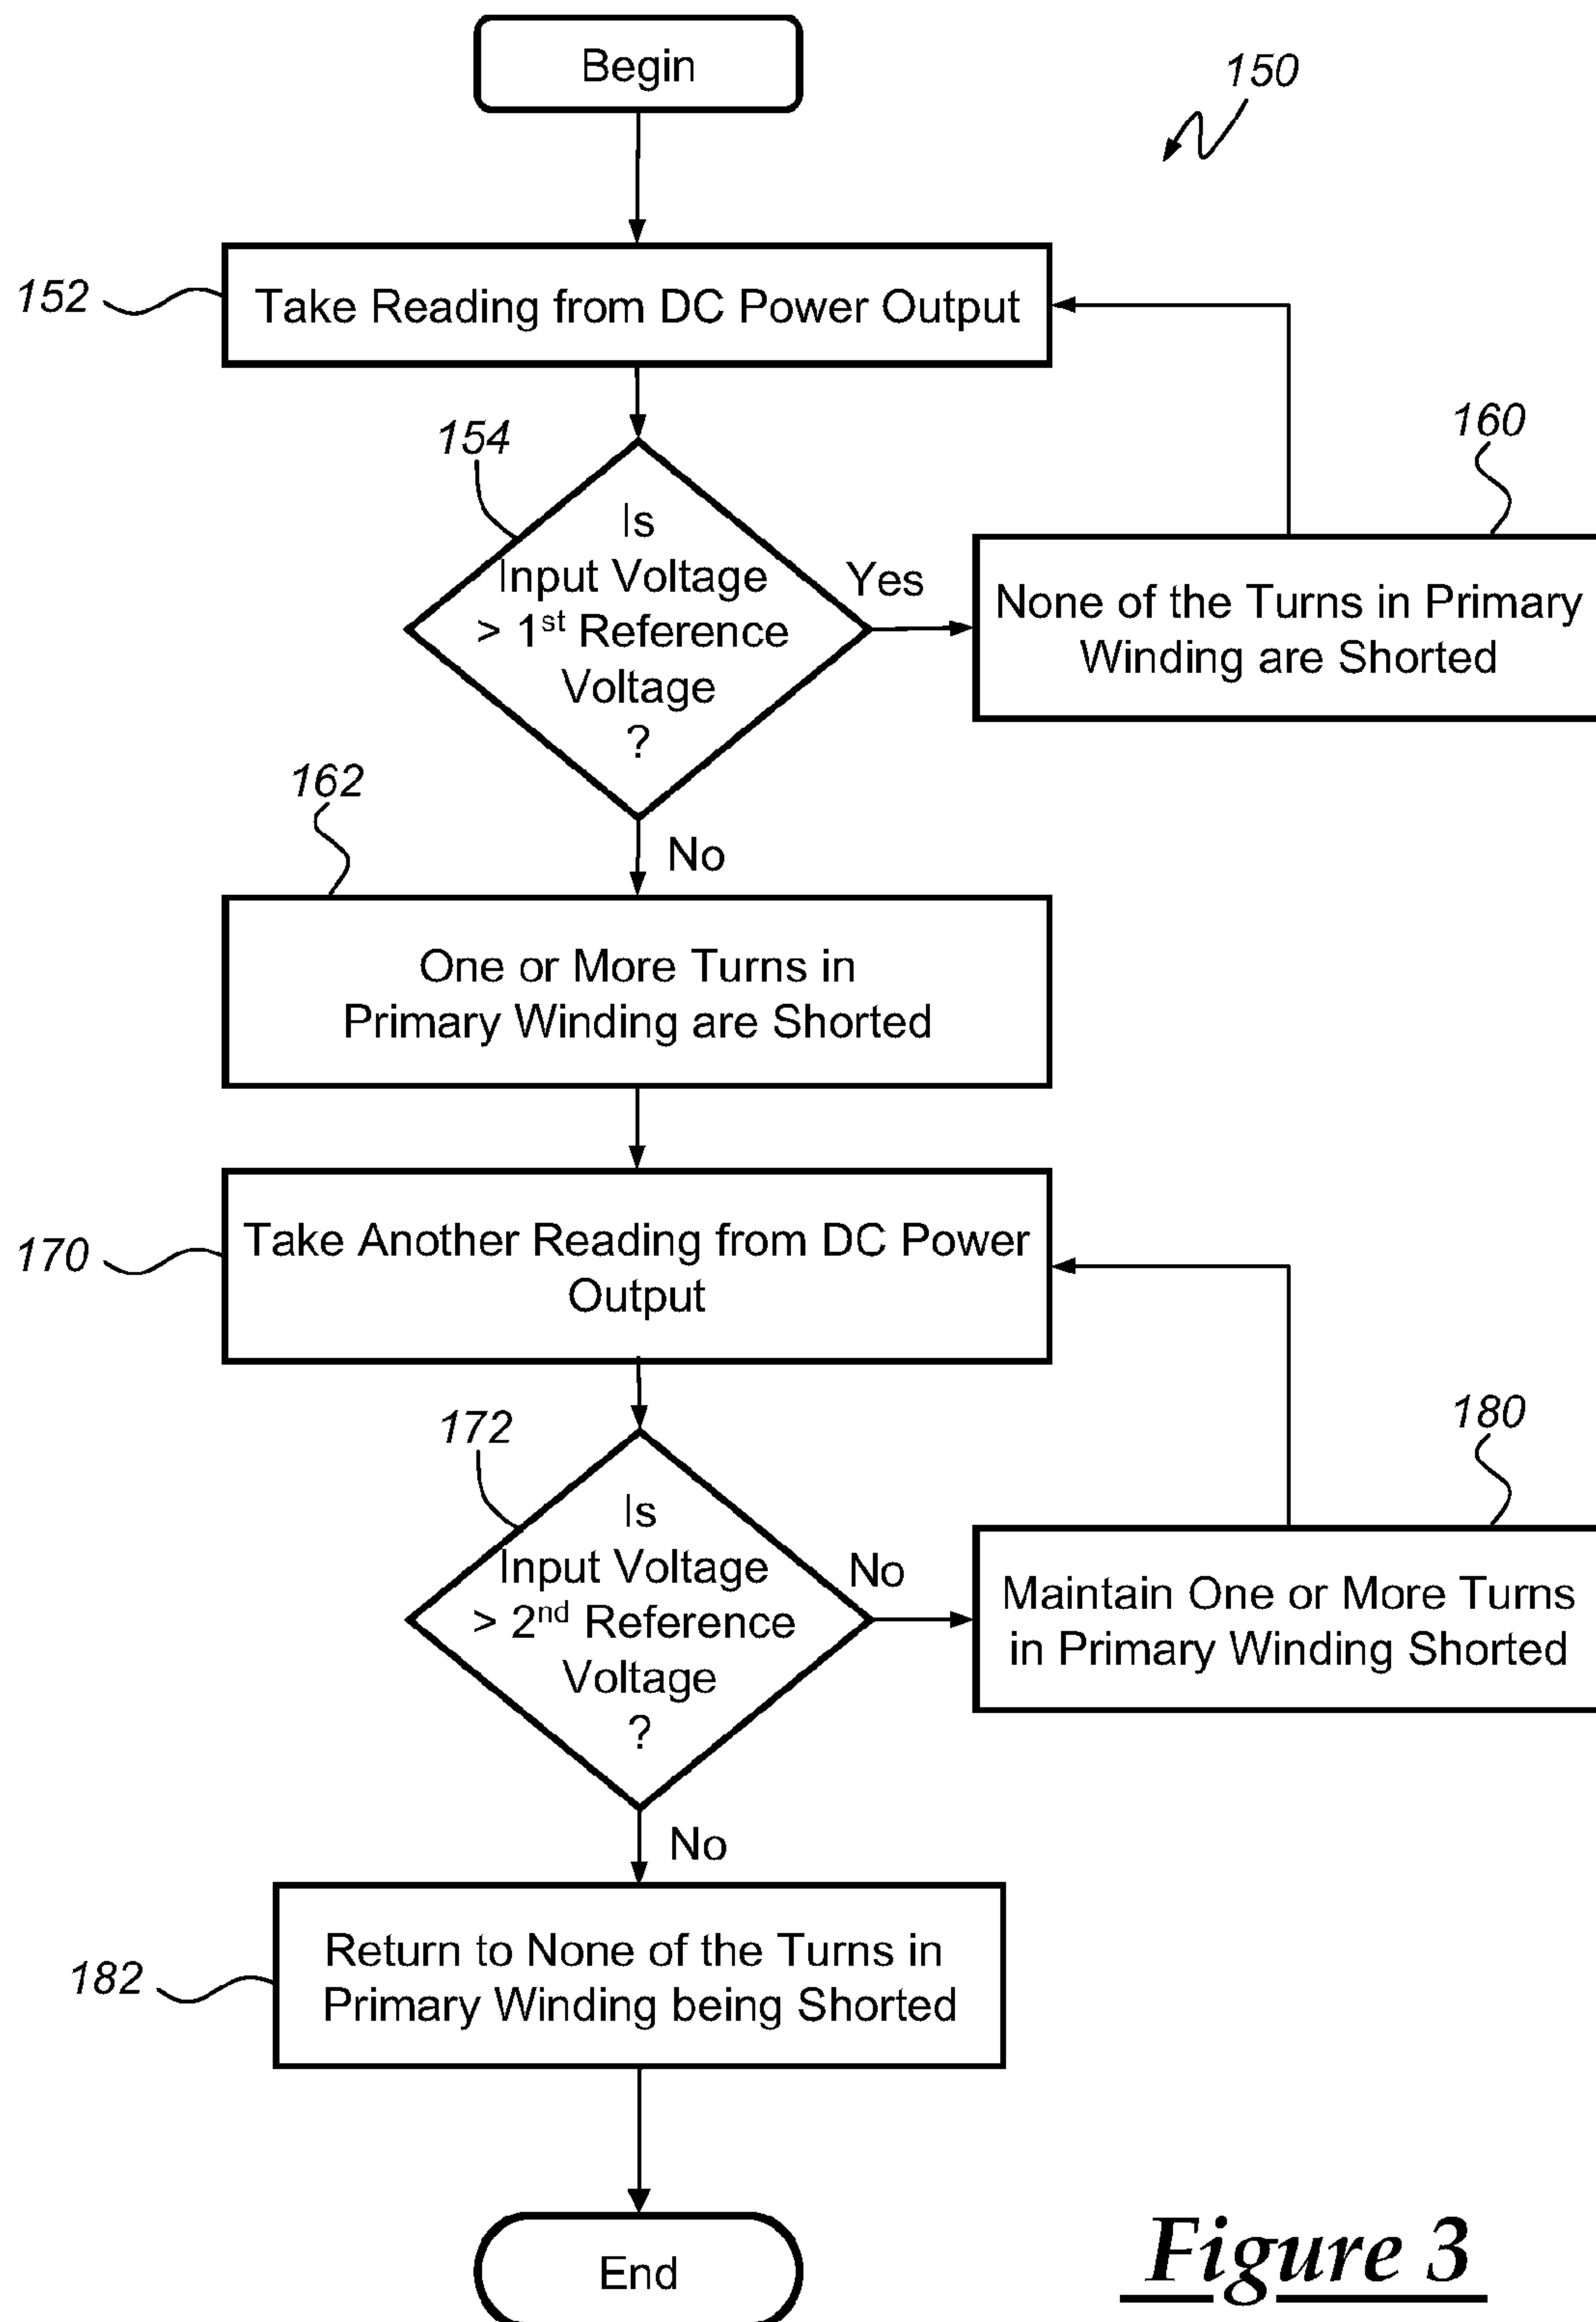 Begin
150
152
Take Reading from DC Power Output
154
160
Is
Input Voltage
> 1st Reference
Voltage
?
Yes
None of the Turns in Primary
Winding are Shorted
162
No
One or More Turns in
Primary Winding are Shorted
170
Take Another Reading from DC Power
Output
172
180
Is
Input Voltage
> 2nd Reference
Voltage
?
No
Maintain One or More Turns
in Primary Winding Shorted
No
182
Return to None of the Turns in
Primary Winding being Shorted
End
Figure 3